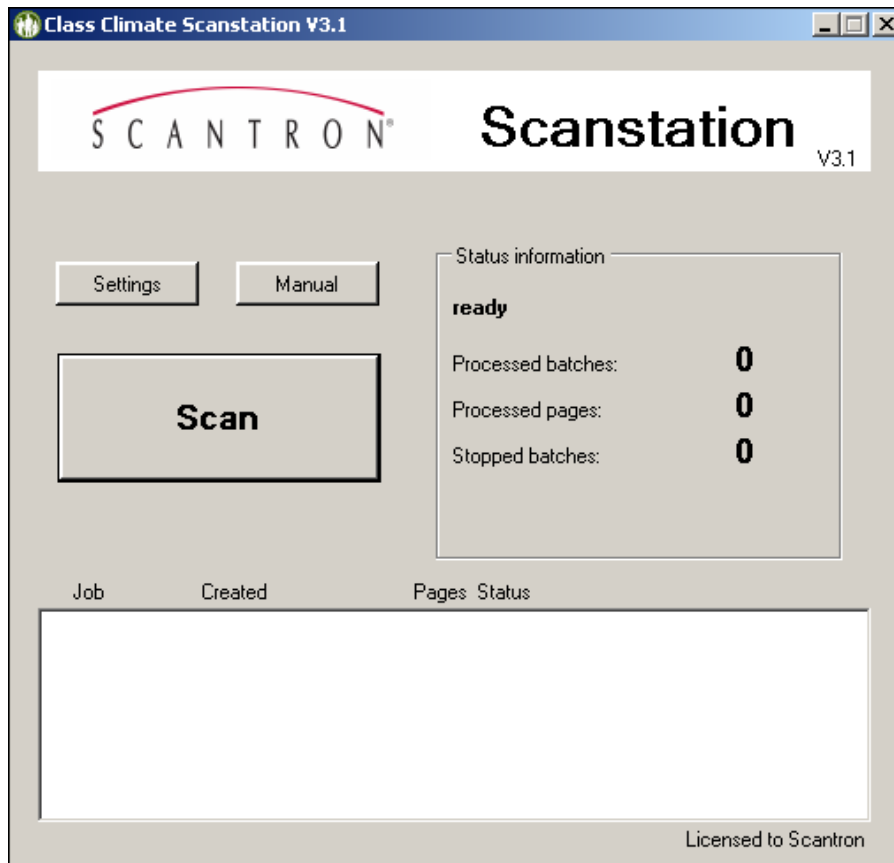 Class Climate Scanstation V3.1
SCANTRON®
Scanstation
V3.1
Settings
Manual
Scan
Status information
ready
Processed batches: 0
Processed pages: 0
Stopped batches: 0
Job Created Pages Status
Licensed to Scantron